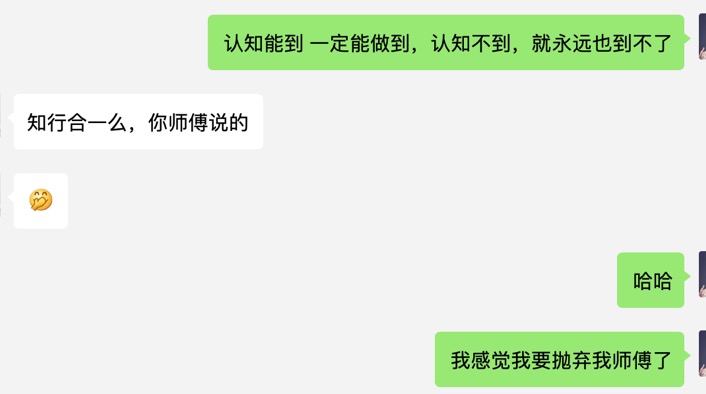 认知能到 一定能做到，认知不到，就永远也到不了
知行合一么，你师傅说的
🤭
哈哈
我感觉我要抛弃我师傅了